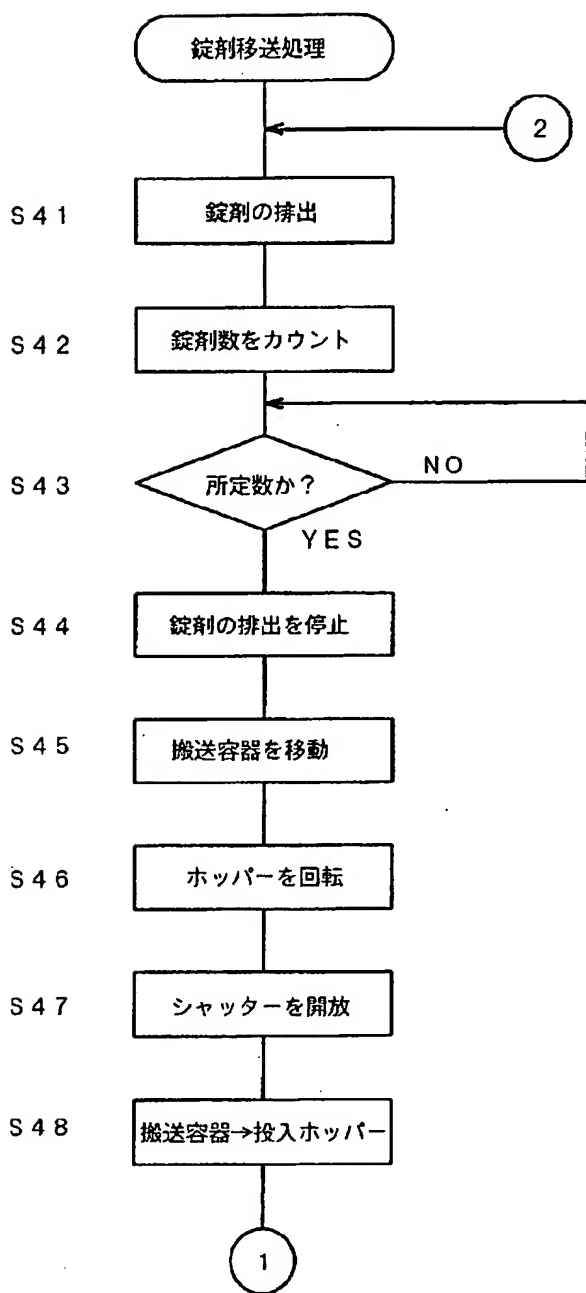 錠剤移送処理
2
S41 錠剤の排出
S42 錠剤数をカウント
S43 所定数か？ NO
YES
S44 錠剤の排出を停止
S45 搬送容器を移動
S46 ホッパーを回転
S47 シャッターを開放
S48 搬送容器→投入ホッパー
1